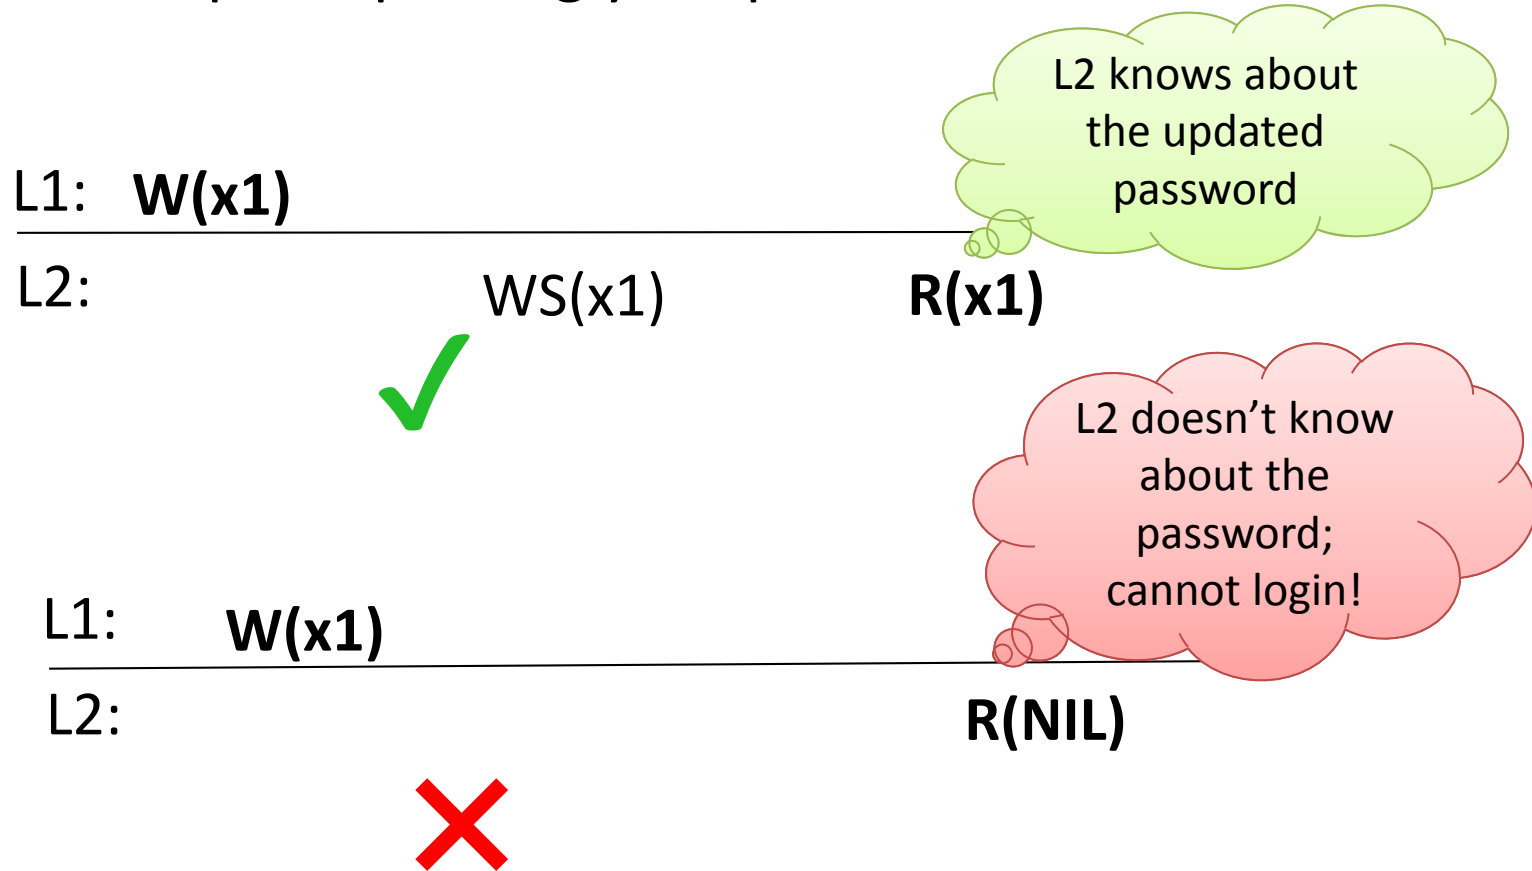 L2 knows about
the updated
password
L1: W(x1)
L2: WS(x1) R(x1)
L2 doesn’t know
about the
password;
cannot login!
L1: W(x1)
L2: R(NIL)